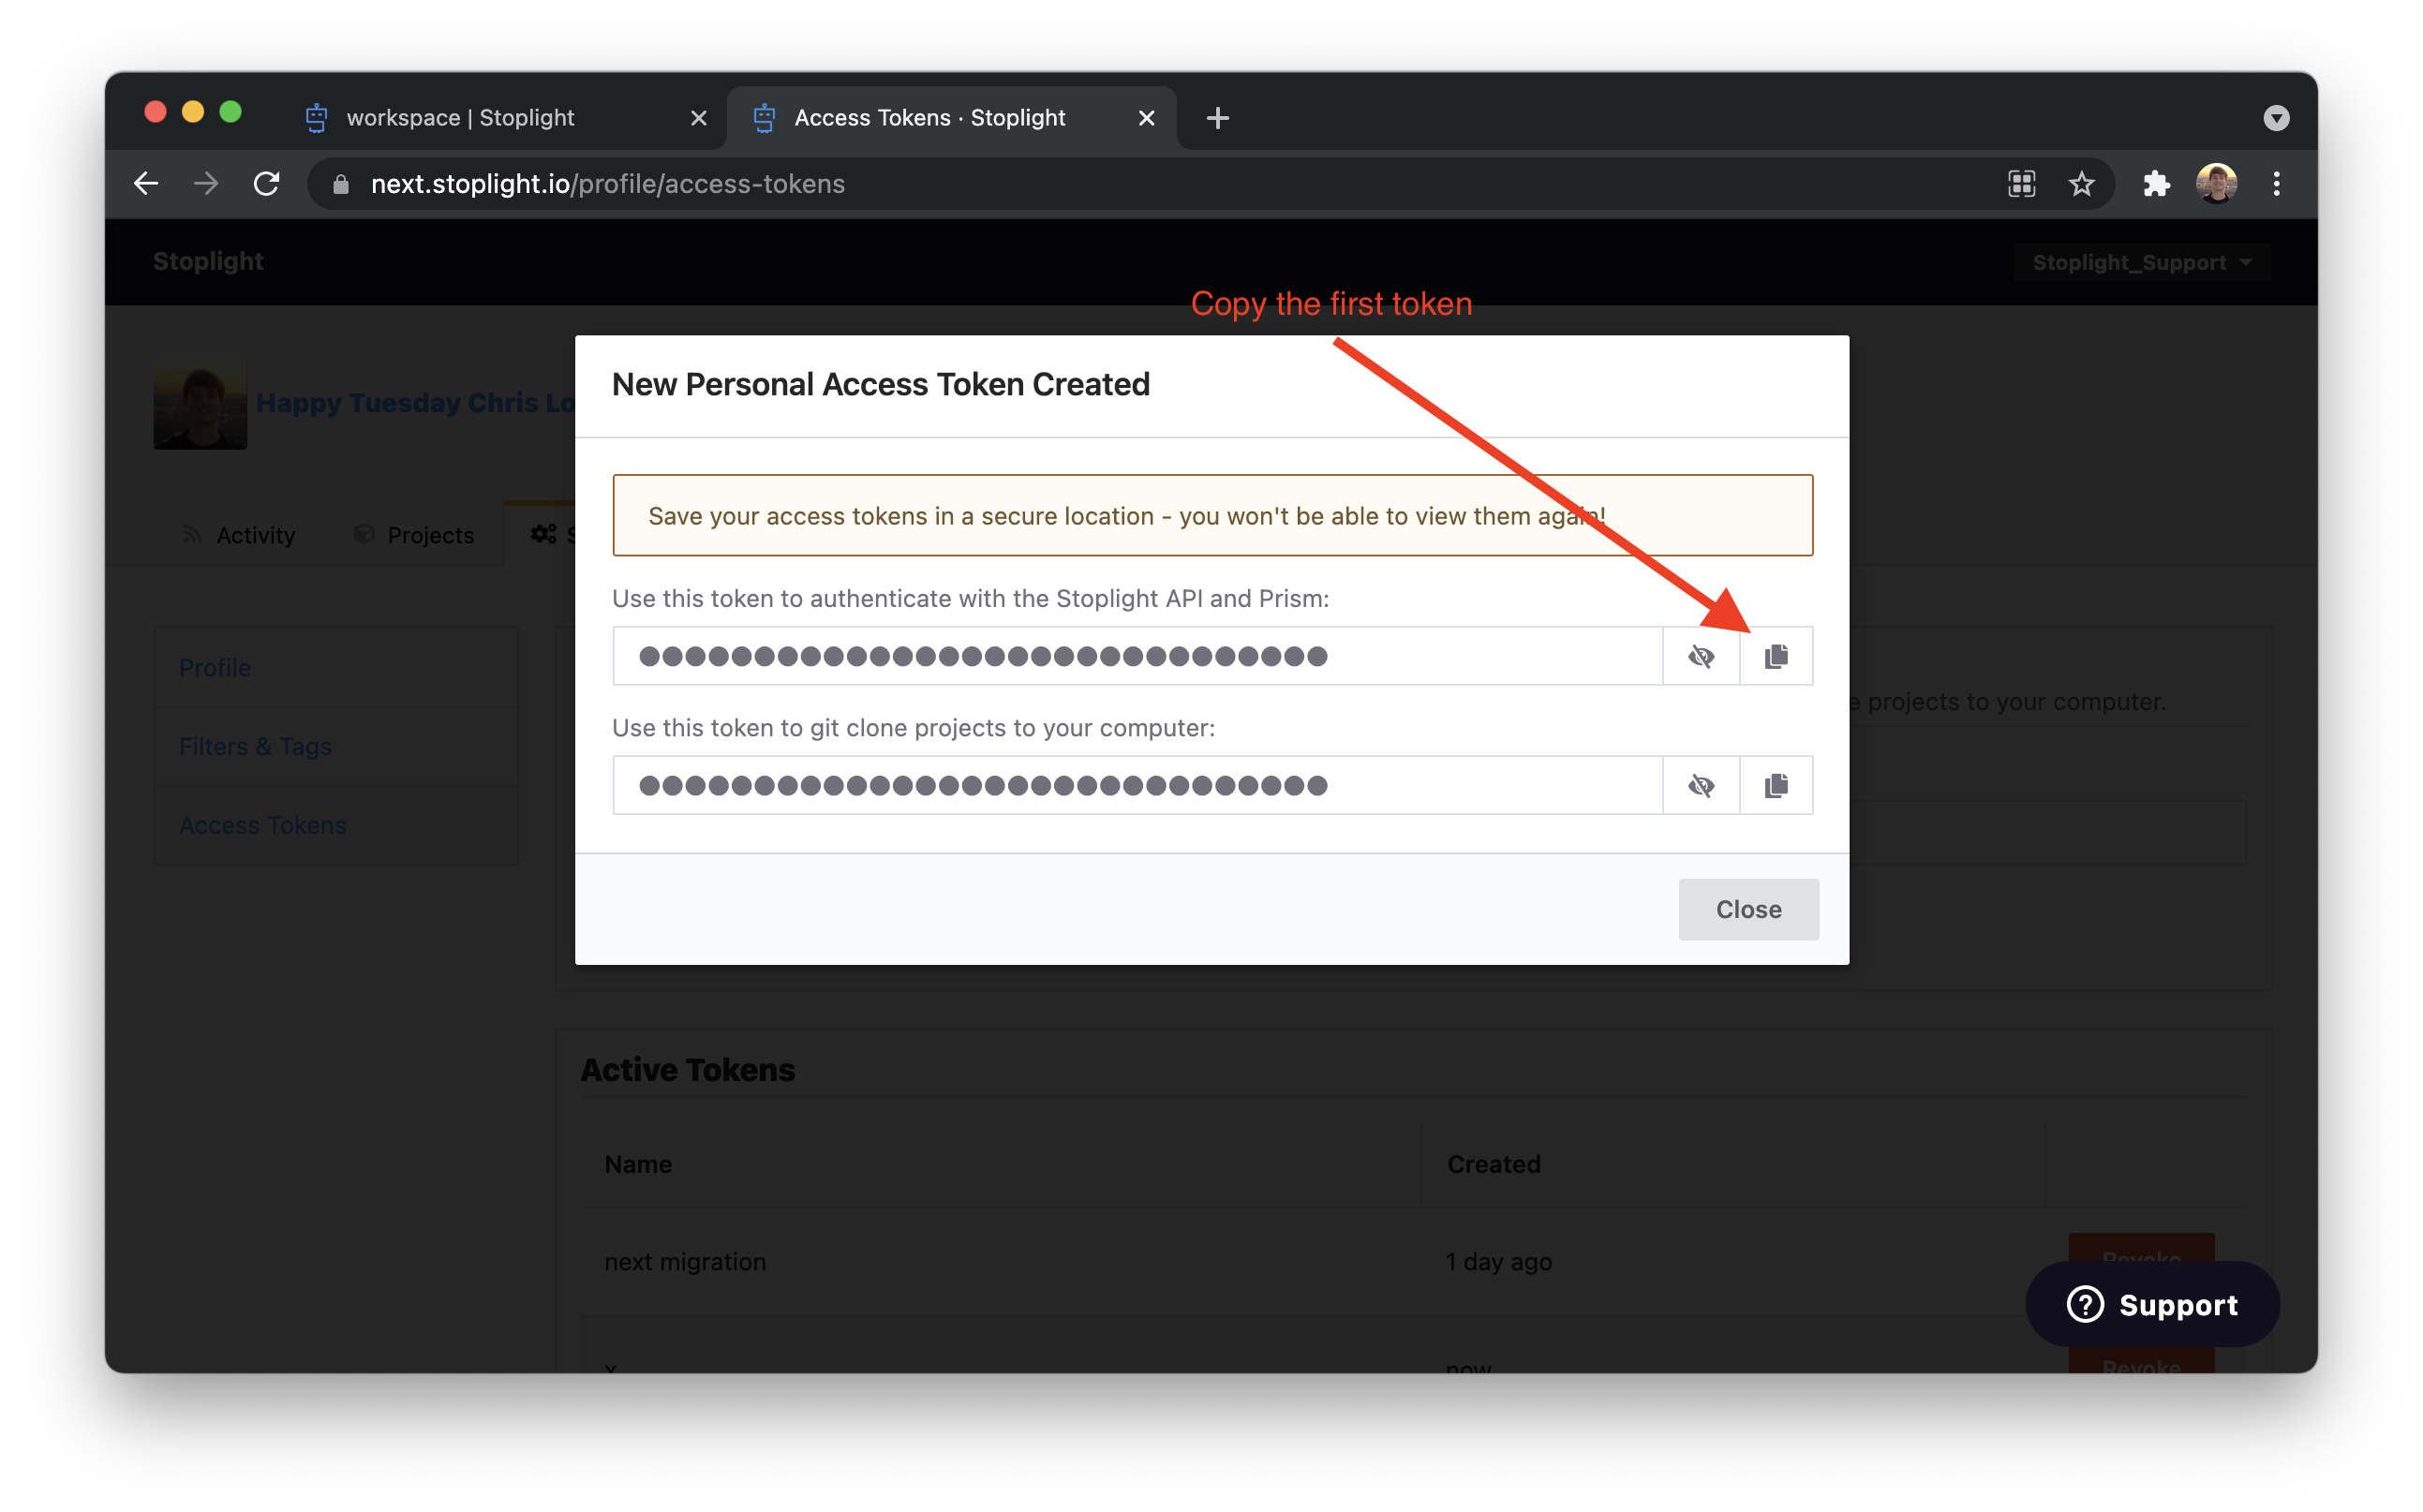 workspace | Stoplight
Access Tokens · Stoplight
next.stoplight.io/profile/access-tokens
Stoplight
Stoplight_Support
Copy the first token
New Personal Access Token Created
Happy Tuesday Chris Lo
Save your access tokens in a secure location - you won't be able to view them again!
Activity
Projects
S
Use this token to authenticate with the Stoplight API and Prism:
Profile
e projects to your computer.
Use this token to git clone projects to your computer:
Filters & Tags
Access Tokens
Close
Active Tokens
Name
Created
next migration
1 day ago
Revoke
Support
x
now
Revoke